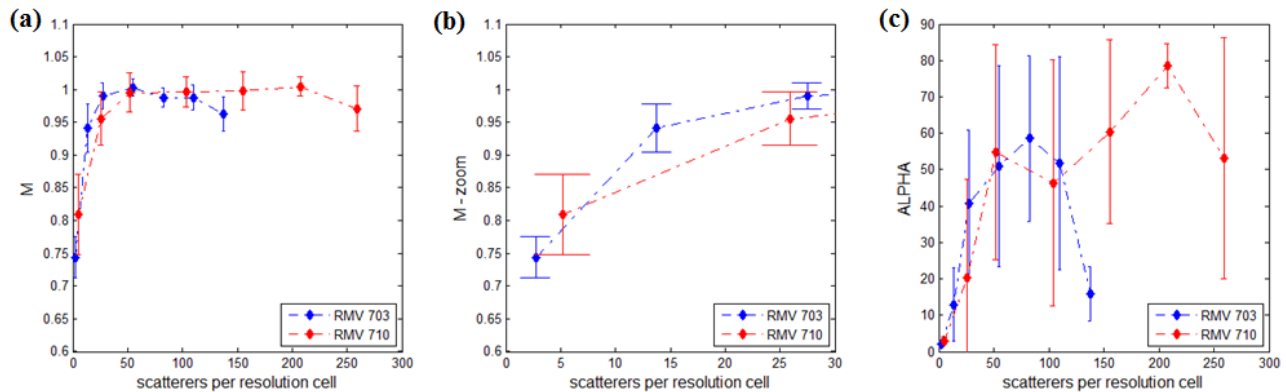 (a)
1.1
1.05
1
0.95
0.9
0.85
0.8
0.75
0.7
0.65
0.6
M
0 50 100 150 200 250 300
scatterers per resolution cell
RMV 703
RMV 710
(b)
1.1
1.05
1
0.95
0.9
0.85
0.8
0.75
0.7
0.65
0.6
M - zoom
0 5 10 15 20 25 30
scatterers per resolution cell
RMV 703
RMV 710
(c)
90
80
70
60
50
40
30
20
10
0
ALPHA
0 50 100 150 200 250 300
scatterers per resolution cell
RMV 703
RMV 710